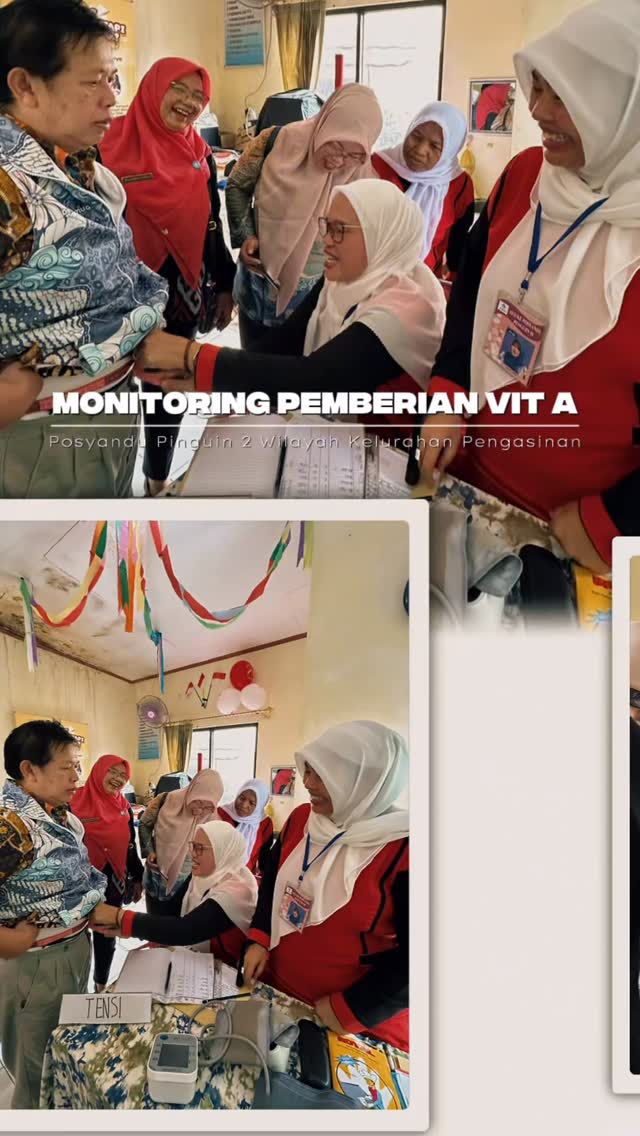 MONITORING PEMBERIAN VIT A
Posyandu Pinguin 2 Wilayah Kelurahan Pengasinan
TENSI